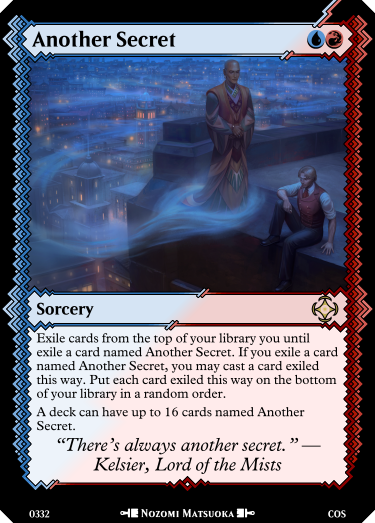 Another Secret
Sorcery
Exile cards from the top of your library you until
exile a card named Another Secret. If you exile a card
named Another Secret, you may cast a card exiled
this way. Put each card exiled this way on the bottom
of your library in a random order.
A deck can have up to 16 cards named Another
Secret.
“There’s always another secret.” —
Kelsier, Lord of the Mists
0332
Nozomi Matsuoka
COS